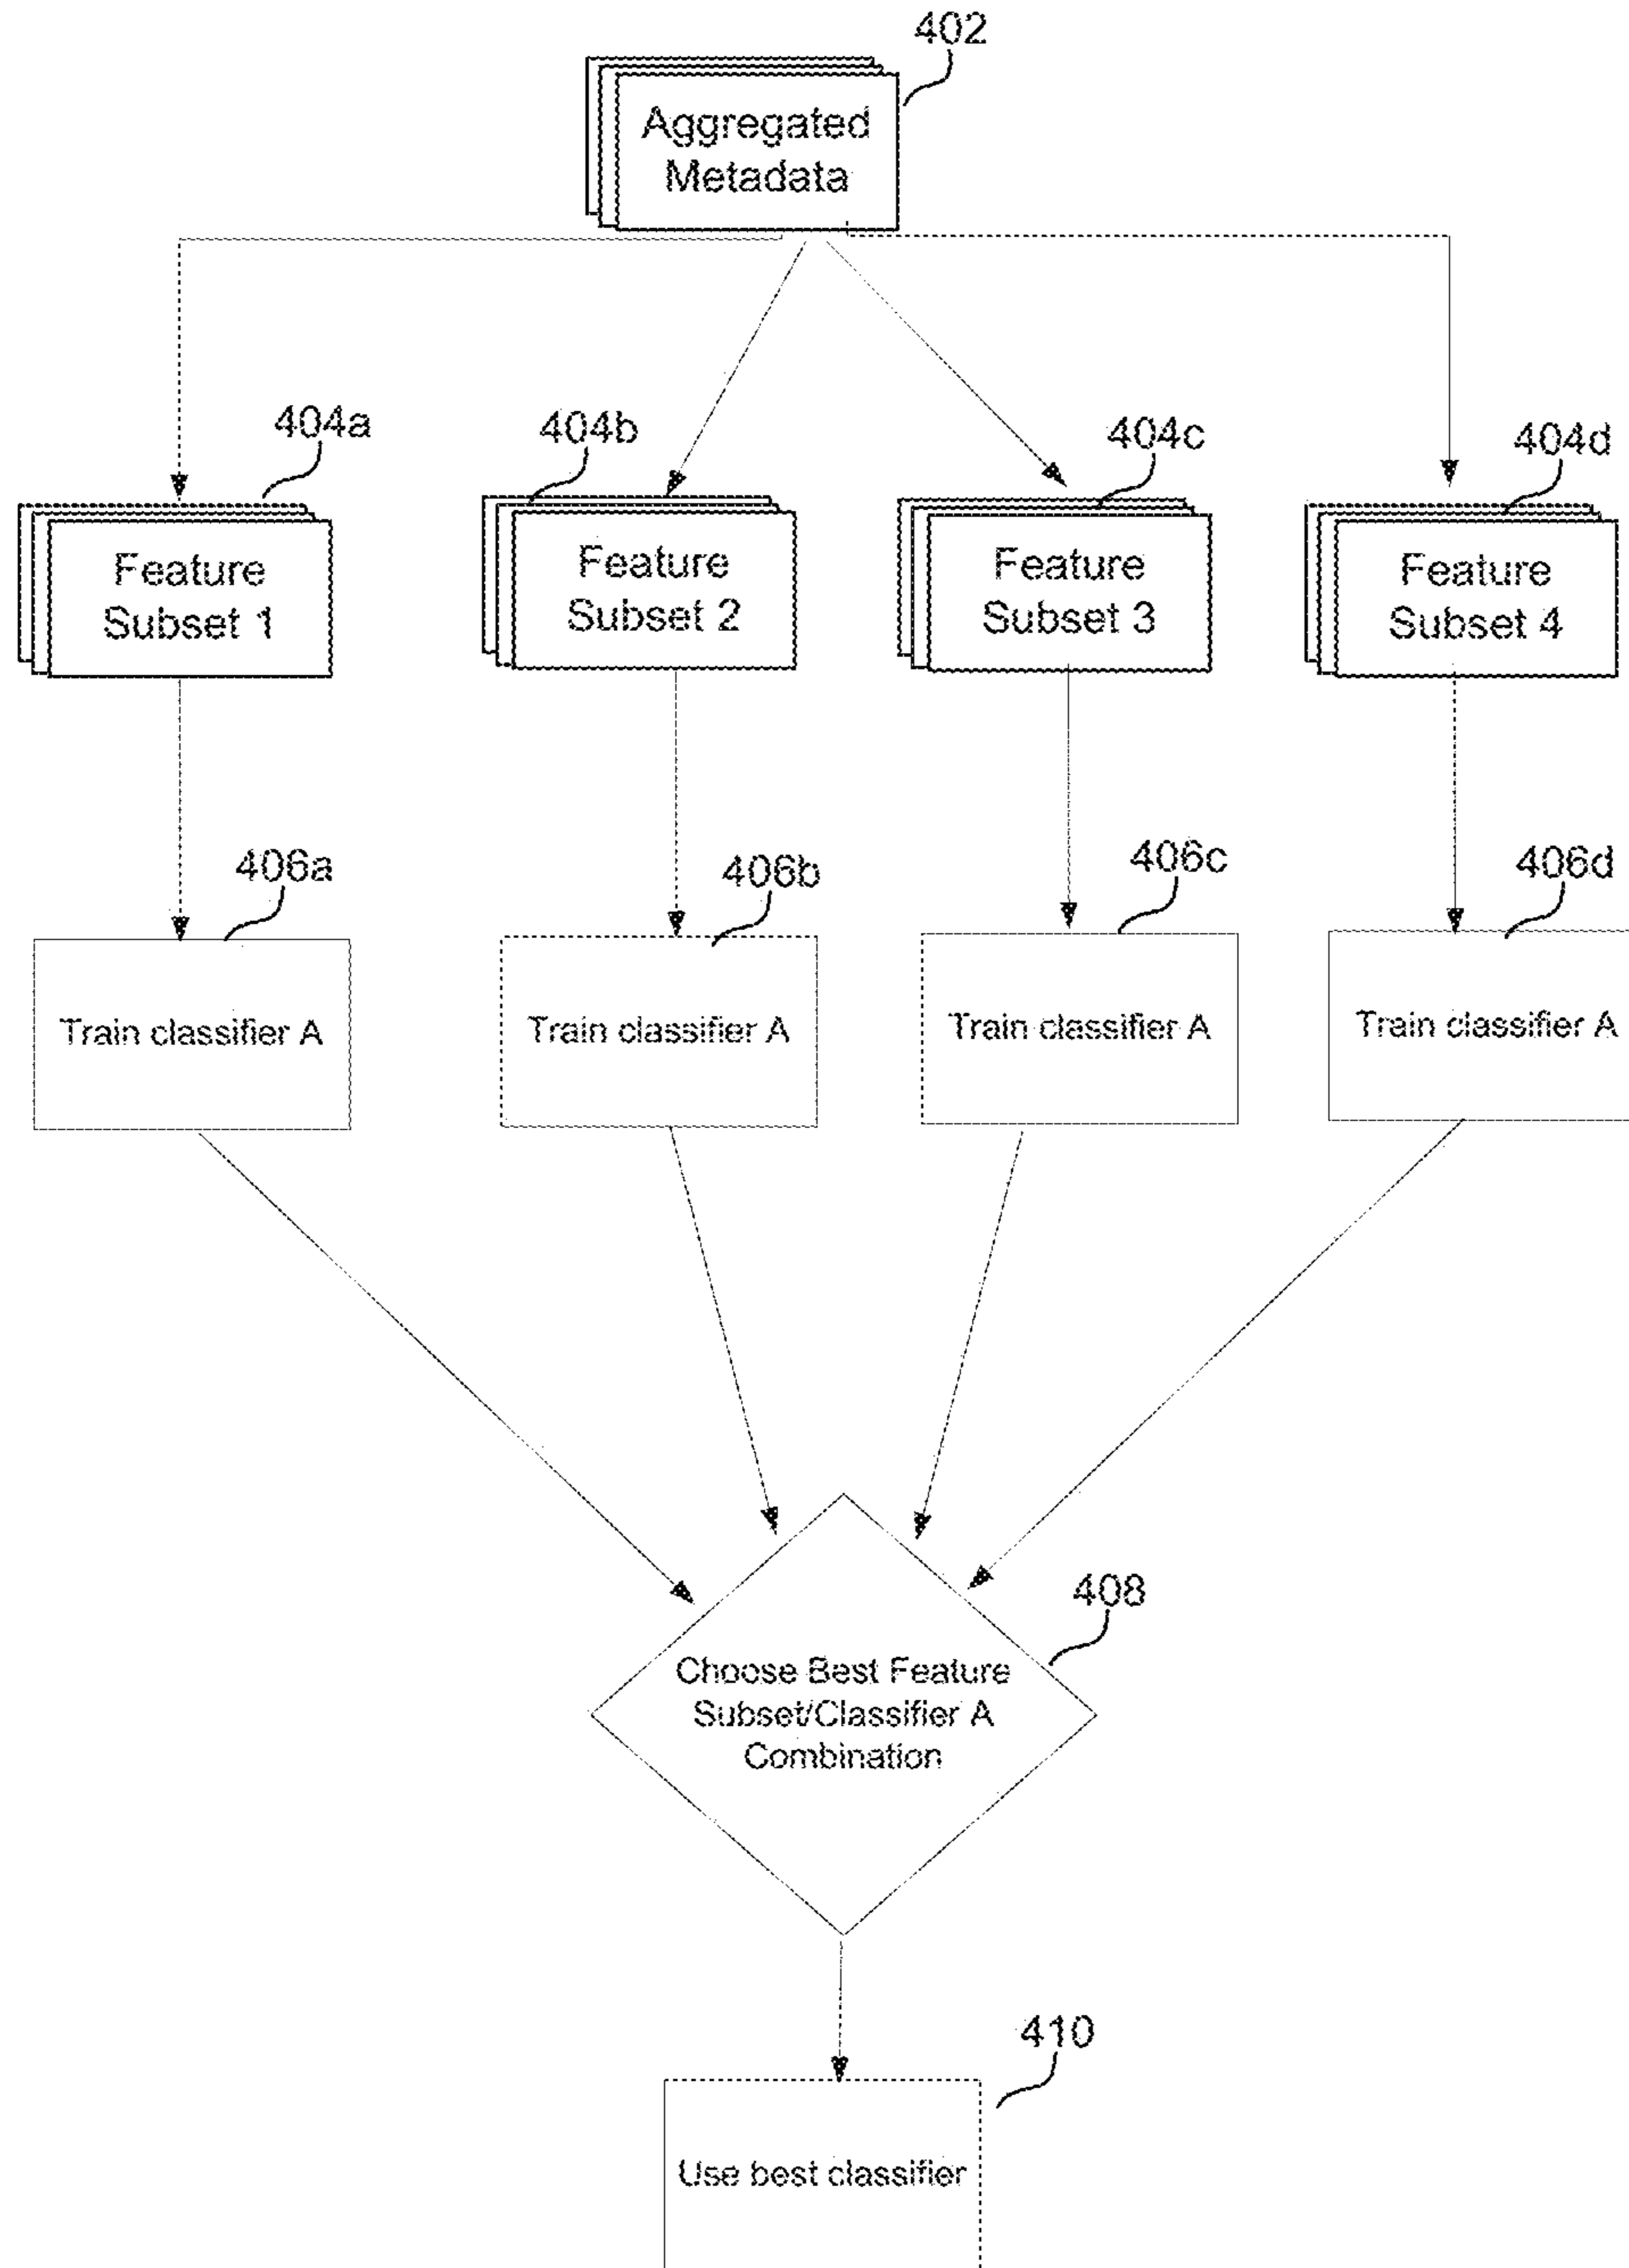 402
Aggregated
Metadata
404a
404b
404c
404d
Feature
Subset 1
Feature
Subset 2
Feature
Subset 3
Feature
Subset 4
406a
406b
406c
406d
Train classifier A
Train classifier A
Train classifier A
Train classifier A
408
Choose Best Feature
Subset/Classifier A
Combination
410
Use best classifier